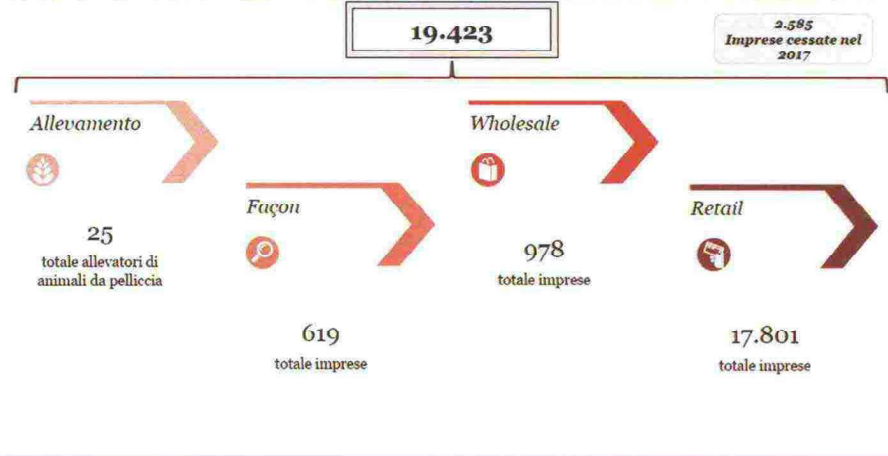 19.423
2.585
Imprese cessate nel
2017
Allevamento
25
totale allevatori di
animali da pelliccia
Façon
619
totale imprese
Wholesale
978
totale imprese
Retail
17.801
totale imprese